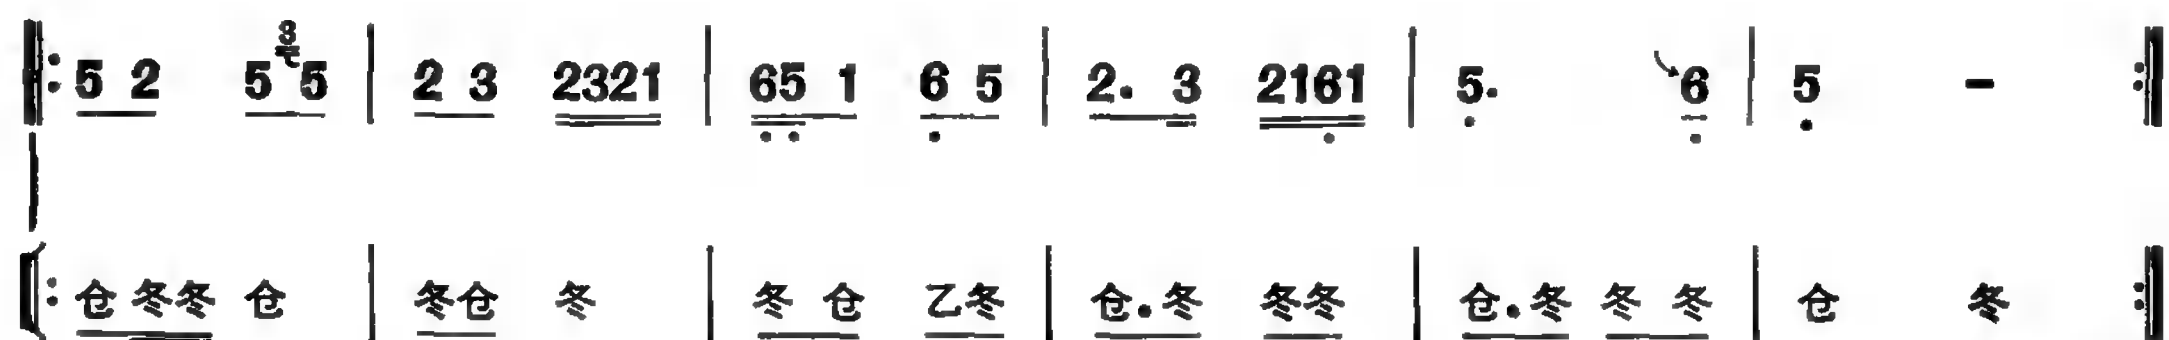 5 2 5 3 5 | 2 3 2321 | 65 1 6 5 | 2. 3 2161 | 5. 6 | 5 -
仓 冬冬 仓 | 冬仓 冬 | 冬 仓 乙冬 | 仓.冬 冬冬 | 仓.冬 冬 冬 | 仓 冬